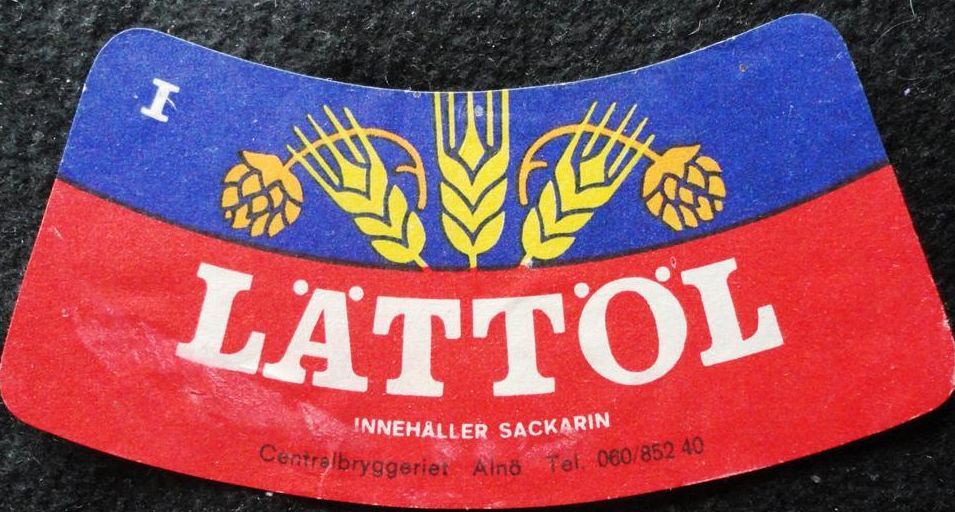 I
LÄTTÖL
INNEHÅLLER SACKARIN
Centralbryggeriet Alnö Tel. 060/852 40